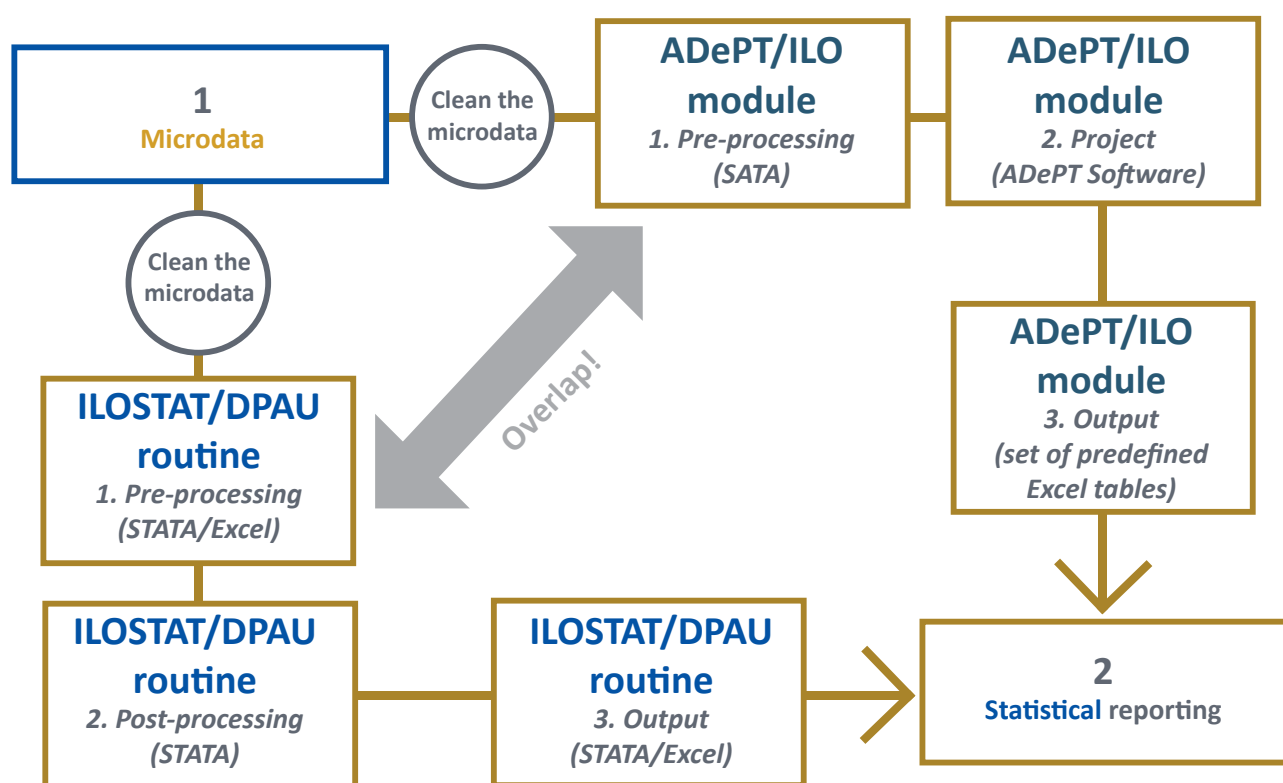 1
Microdata
Clean the
microdata
ADePT/ILO
module
1. Pre-processing
(SATA)
ADePT/ILO
module
2. Project
(ADePT Software)
Clean the
microdata
Overlap!
ADePT/ILO
module
3. Output
(set of predefined
Excel tables)
ILOSTAT/DPAU
routine
1. Pre-processing
(STATA/Excel)
ILOSTAT/DPAU
routine
2. Post-processing
(STATA)
ILOSTAT/DPAU
routine
3. Output
(STATA/Excel)
2
Statistical reporting